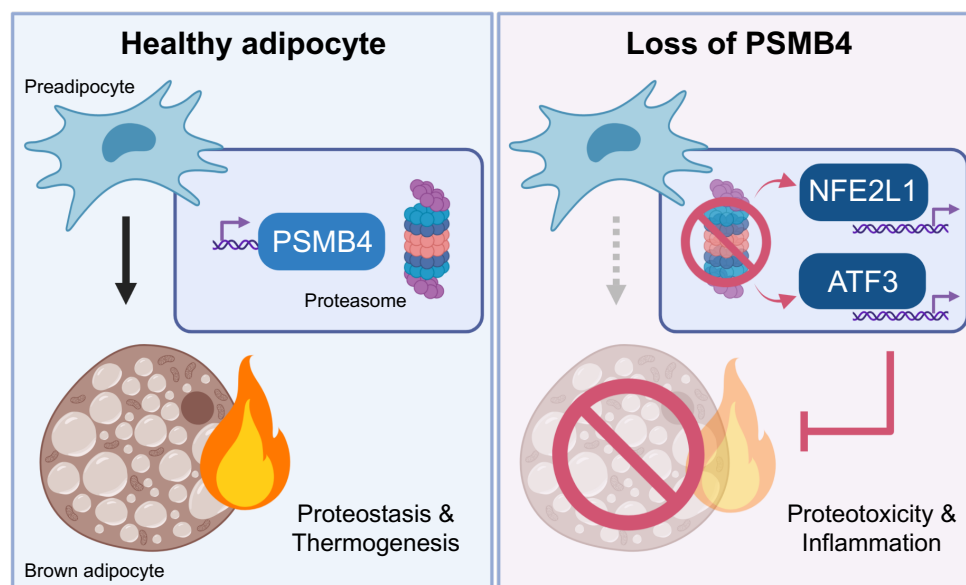 Healthy adipocyte
Preadipocyte
PSMB4
Proteasome
Proteostasis &
Thermogenesis
Brown adipocyte
Loss of PSMB4
NFE2L1
ATF3
Proteotoxicity &
Inflammation